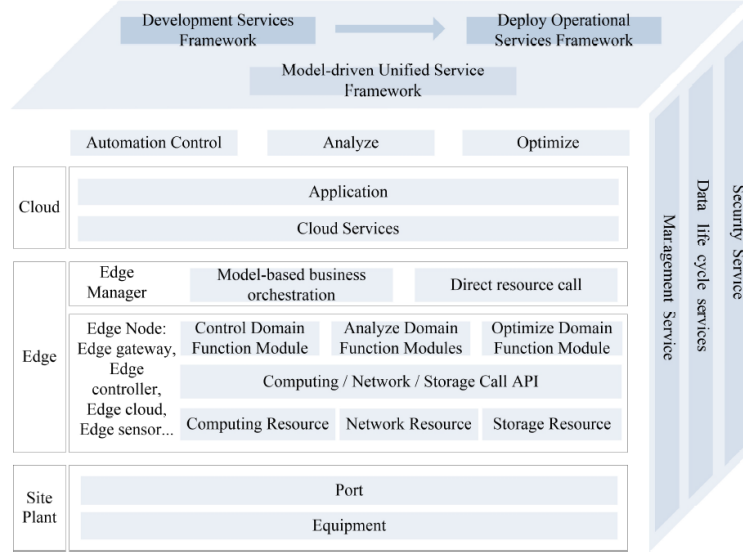 Development Services
Framework
Deploy Operational
Services Framework
Model-driven Unified Service
Framework
Automation Control
Analyze
Optimize
Cloud
Application
Cloud Services
Edge
Edge
Manager
Model-based business
orchestration
Direct resource call
Edge Node:
Edge gateway,
Edge
controller,
Edge cloud,
Edge sensor...
Control Domain
Function Module
Analyze Domain
Function Modules
Optimize Domain
Function Module
Computing / Network / Storage Call API
Computing Resource
Network Resource
Storage Resource
Site
Plant
Port
Equipment
Management Service
Data life cycle services
Security Service